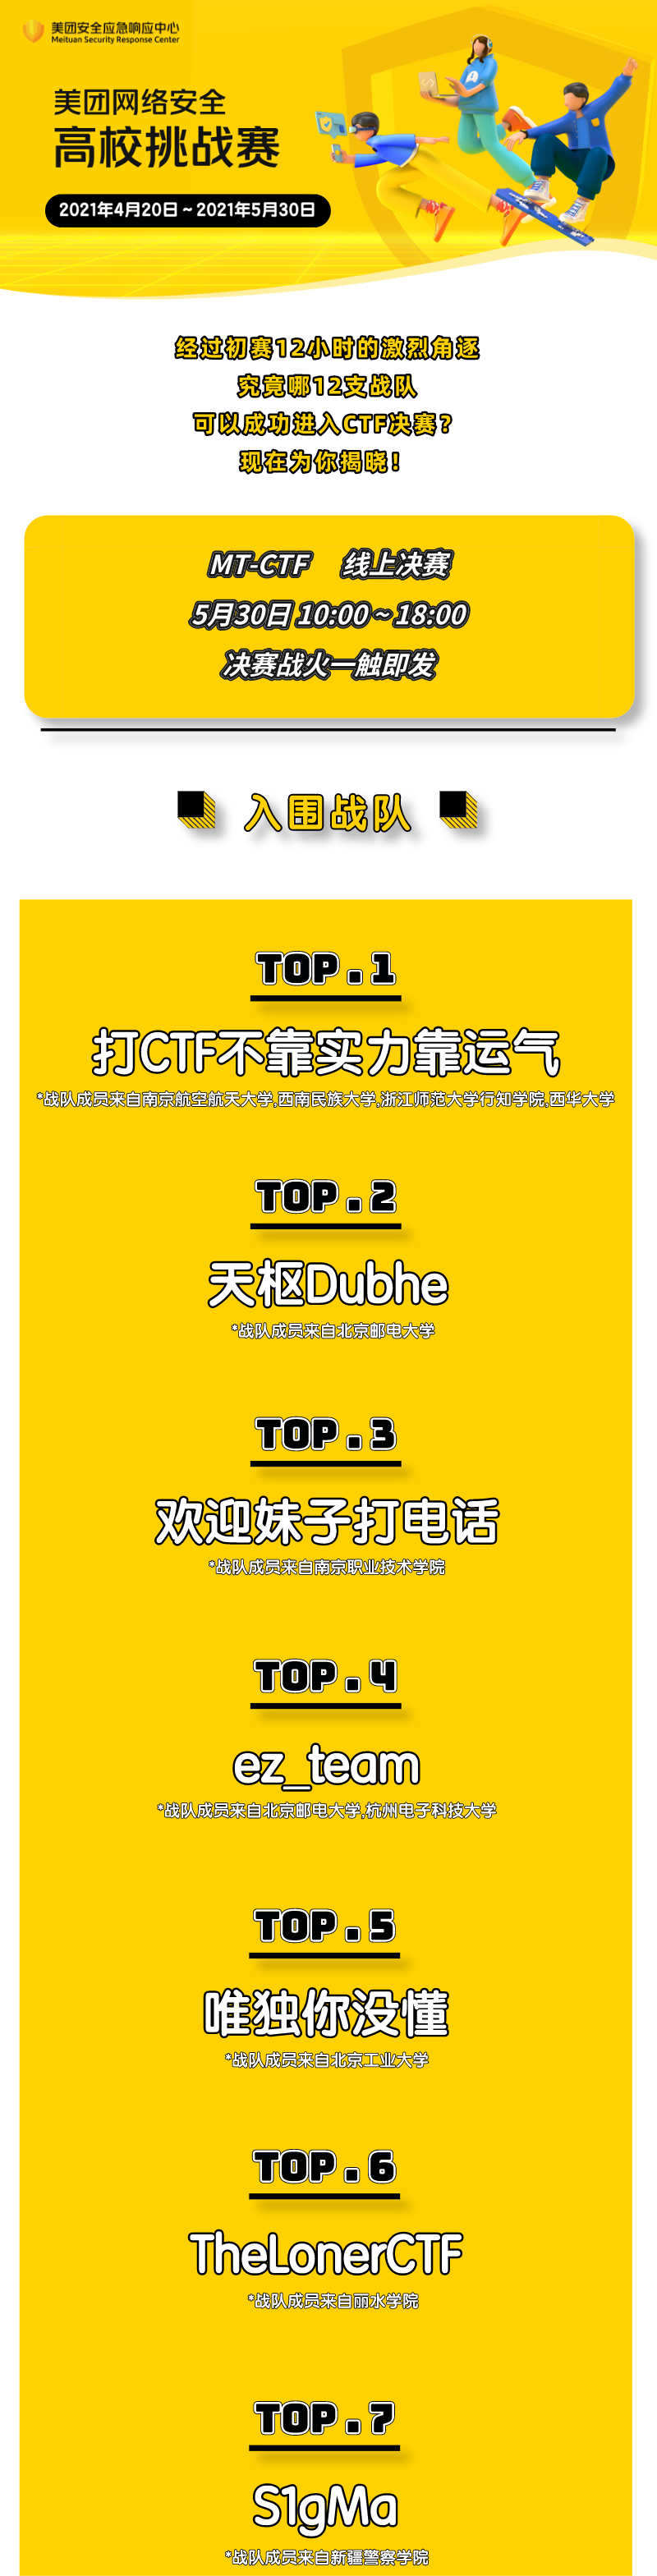 美团安全应急响应中心
Meituan Security Response Center
美团网络安全
高校挑战赛
2021年4月20日 ~ 2021年5月30日
经过初赛12小时的激烈角逐
究竟哪12支战队
可以成功进入CTF决赛？
现在为你揭晓！
MT-CTF 线上决赛
5月30日 10:00 ~ 18:00
决赛战火一触即发
入围战队
TOP . 1
打CTF不靠实力靠运气
*战队成员来自南京航空航天大学,西南民族大学,浙江师范大学行知学院,西华大学
TOP . 2
天枢Dubhe
*战队成员来自北京邮电大学
TOP . 3
欢迎妹子打电话
*战队成员来自南京职业技术学院
TOP . 4
ez_team
*战队成员来自北京邮电大学,杭州电子科技大学
TOP . 5
唯独你没懂
*战队成员来自北京工业大学
TOP . 6
TheLonerCTF
*战队成员来自丽水学院
TOP . 7
S1gMa
*战队成员来自新疆警察学院